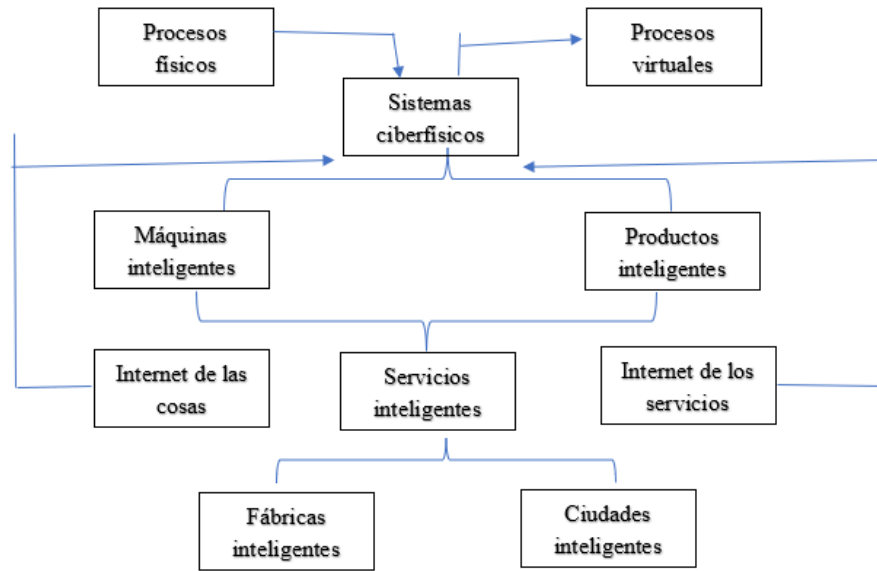 Procesos
físicos
Procesos
virtuales
Sistemas
ciberfísicos
Máquinas
inteligentes
Productos
inteligentes
Internet de las
cosas
Servicios
inteligentes
Internet de los
servicios
Fábricas
inteligentes
Ciudades
inteligentes